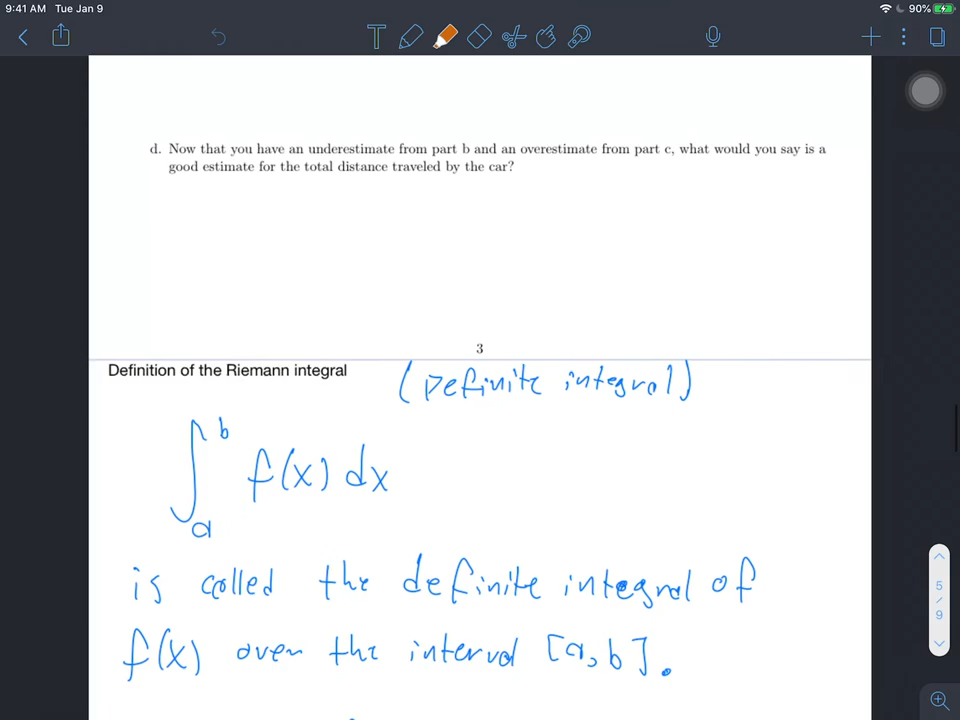 9:41 AM Tue Jan 9
90%
d. Now that you have an underestimate from part b and an overestimate from part c, what would you say is a
good estimate for the total distance traveled by the car?
3
Definition of the Riemann integral
(Definite integral)
∫_a^b f(x) dx
is called the definite integral of
f(x) over the interval [a, b].
5
/
9